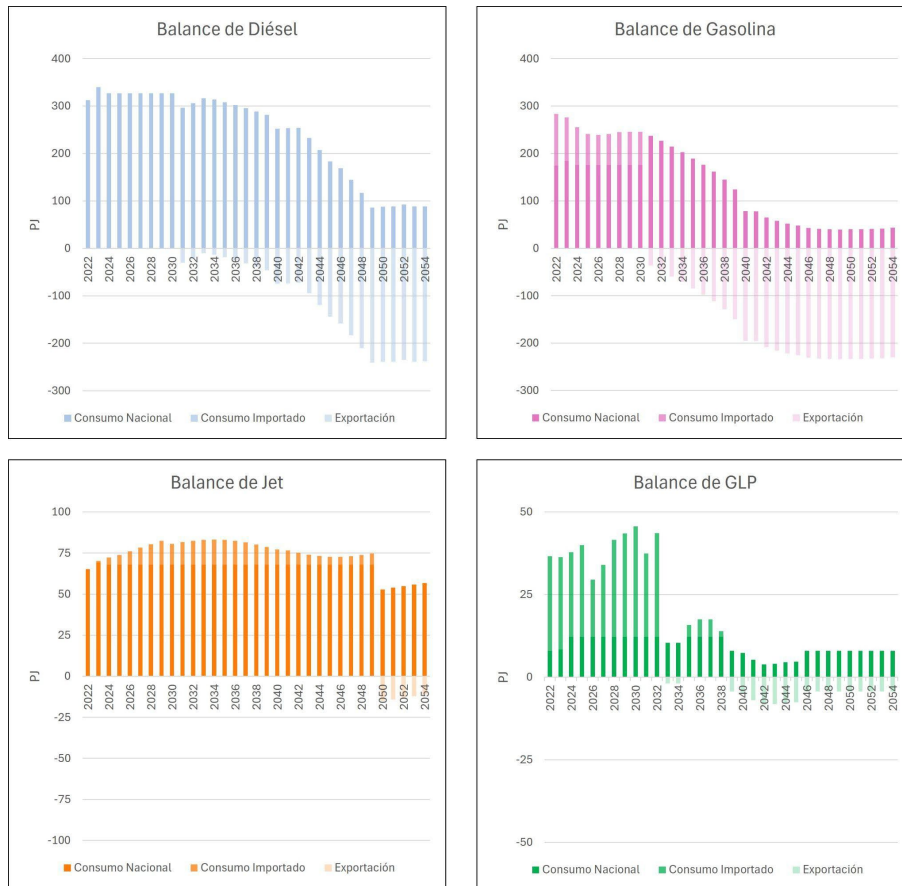 Balance de Diésel
400
300
200
100
0
-100
-200
-300
PJ
2022 2024 2026 2028 2030 2032 2034 2036 2038 2040 2042 2044 2046 2048 2050 2052 2054
Consumo Nacional Consumo Importado Exportación
Balance de Gasolina
400
300
200
100
0
-100
-200
-300
PJ
2022 2024 2026 2028 2030 2032 2034 2036 2038 2040 2042 2044 2046 2048 2050 2052 2054
Consumo Nacional Consumo Importado Exportación
Balance de Jet
100
75
50
25
0
-25
-50
-75
-100
PJ
2022 2024 2026 2028 2030 2032 2034 2036 2038 2040 2042 2044 2046 2048 2050 2052 2054
Consumo Nacional Consumo Importado Exportación
Balance de GLP
50
25
0
-25
-50
PJ
2022 2024 2026 2028 2030 2032 2034 2036 2038 2040 2042 2044 2046 2048 2050 2052 2054
Consumo Nacional Consumo Importado Exportación